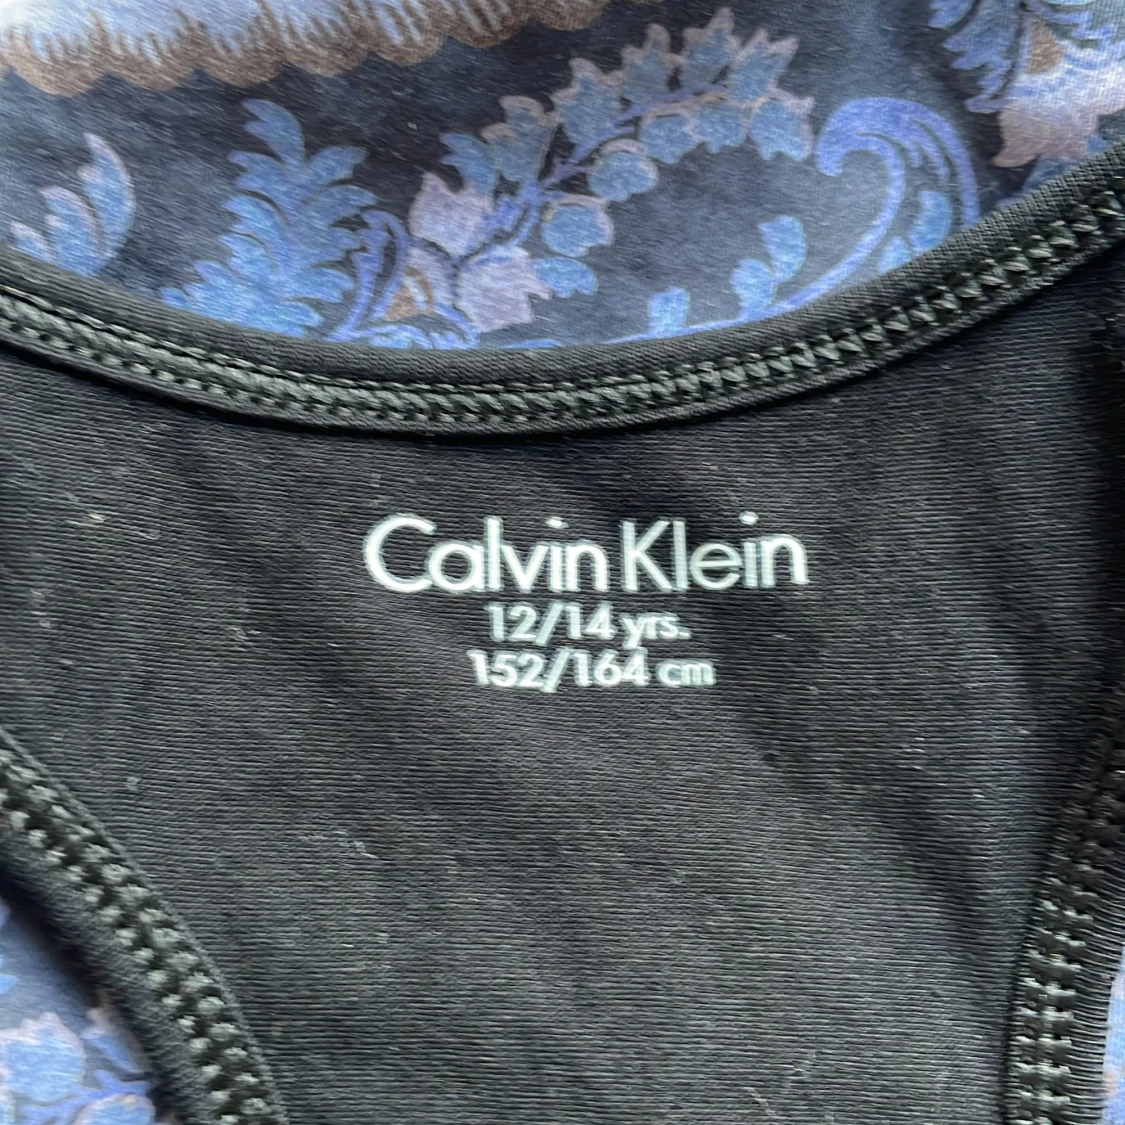 Calvin Klein
12/14 yrs.
152/164 cm